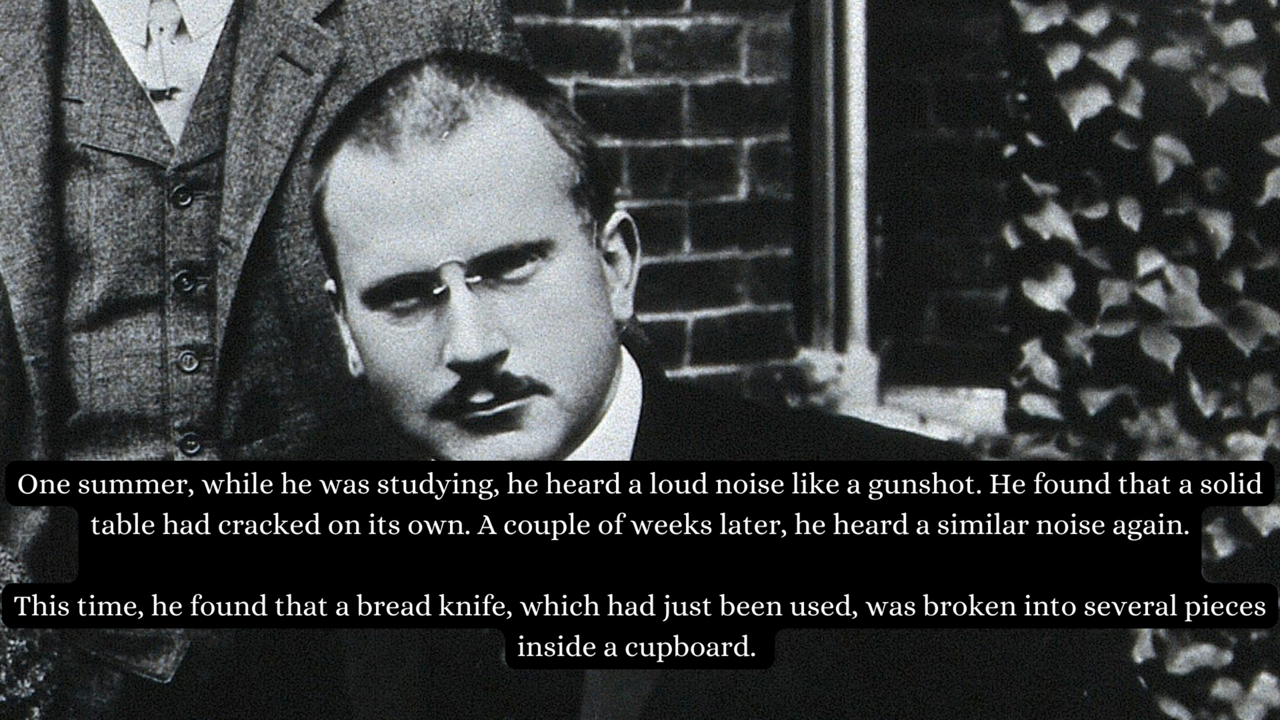 One summer, while he was studying, he heard a loud noise like a gunshot. He found that a solid
table had cracked on its own. A couple of weeks later, he heard a similar noise again.
This time, he found that a bread knife, which had just been used, was broken into several pieces
inside a cupboard.